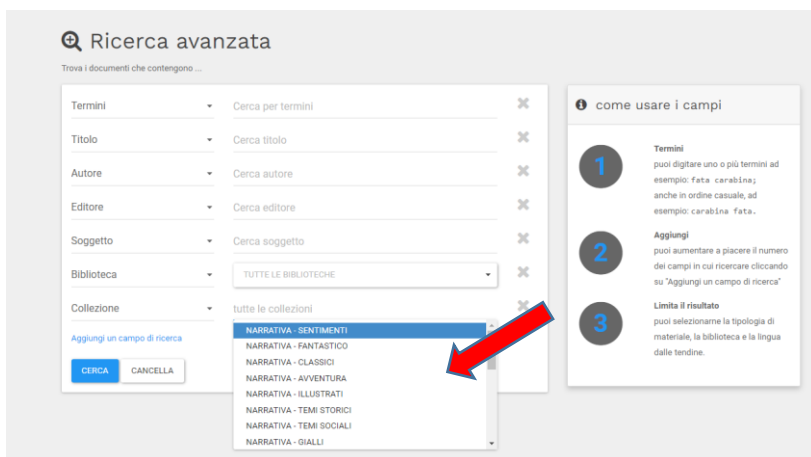 Ricerca avanzata
Trova i documenti che contengono ...
Termini
Cerca per termini
Titolo
Cerca titolo
Autore
Cerca autore
Editore
Cerca editore
Soggetto
Cerca soggetto
Biblioteca
TUTTE LE BIBLIOTECHE
Collezione
tutte le collezioni
NARRATIVA - SENTIMENTI
NARRATIVA - FANTASTICO
NARRATIVA - CLASSICI
NARRATIVA - AVVENTURA
NARRATIVA - ILLUSTRATI
NARRATIVA - TEMI STORICI
NARRATIVA - TEMI SOCIALI
NARRATIVA - GIALLI
Aggiungi un campo di ricerca
CERCA
CANCELLA
come usare i campi
1
Termini
puoi digitare uno o più termini ad
esempio: fata carabina;
anche in ordine casuale, ad
esempio: carabina fata.
2
Aggiungi
puoi aumentare a piacere il numero
dei campi in cui ricercare cliccando
su "Aggiungi un campo di ricerca"
3
Limita il risultato
puoi selezionarne la tipologia di
materiale, la biblioteca e la lingua
dalle tendine.